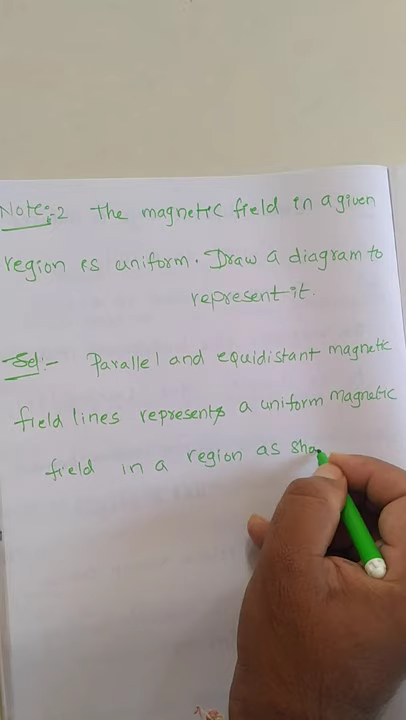 Note:-2 The magnetic field in a given
region is uniform. Draw a diagram to
represent it.
Sol:- Parallel and equidistant magnetic
field lines represents a uniform magnetic
field in a region as sho